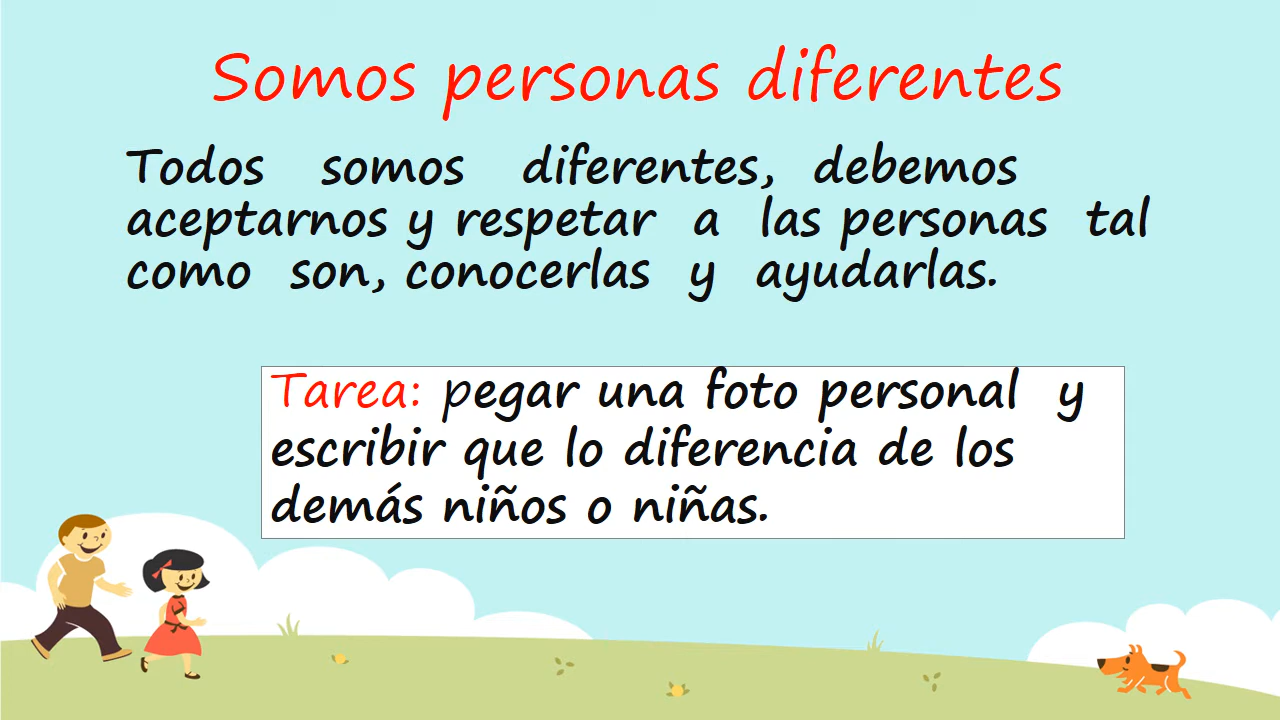 Somos personas diferentes
Todos somos diferentes, debemos
aceptarnos y respetar a las personas tal
como son, conocerlas y ayudarlas.
Tarea: pegar una foto personal y
escribir que lo diferencia de los
demás niños o niñas.